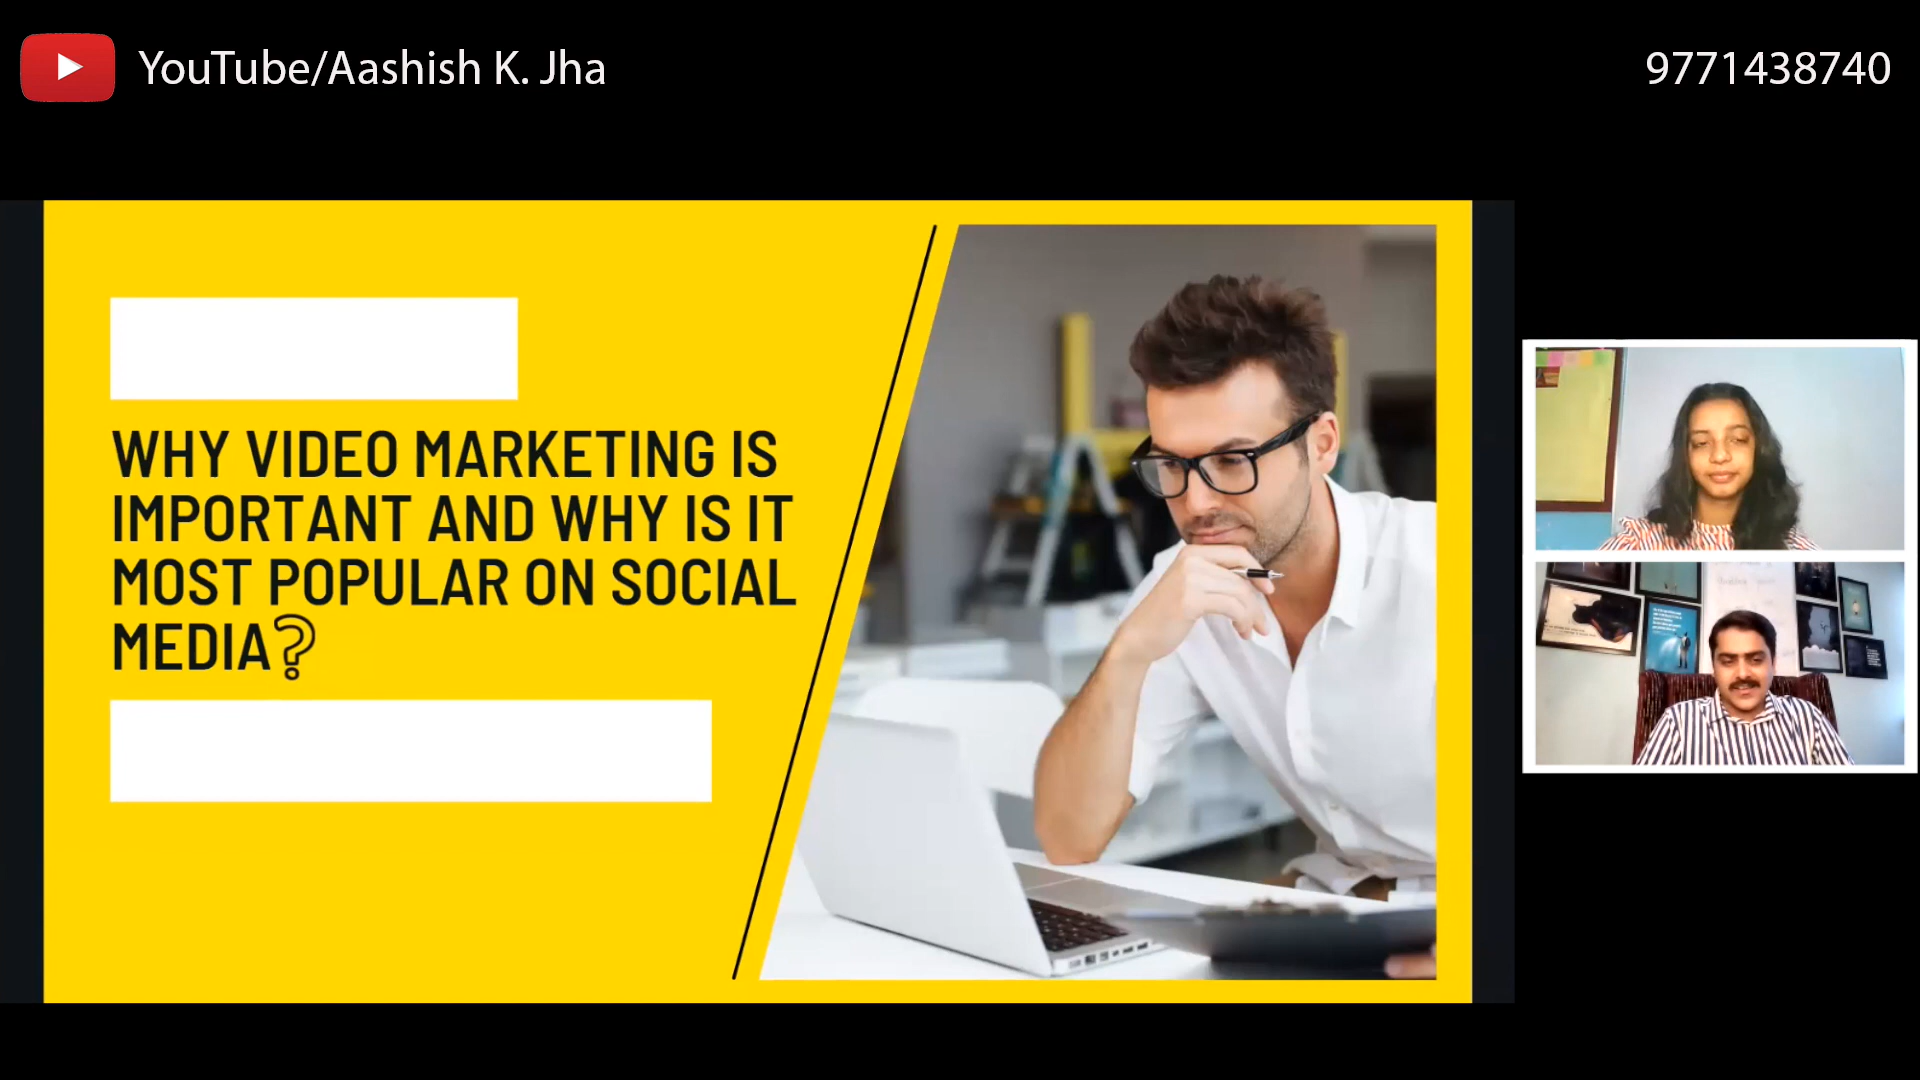 YouTube/Aashish K. Jha
9771438740
WHY VIDEO MARKETING IS
IMPORTANT AND WHY IS IT
MOST POPULAR ON SOCIAL
MEDIA?